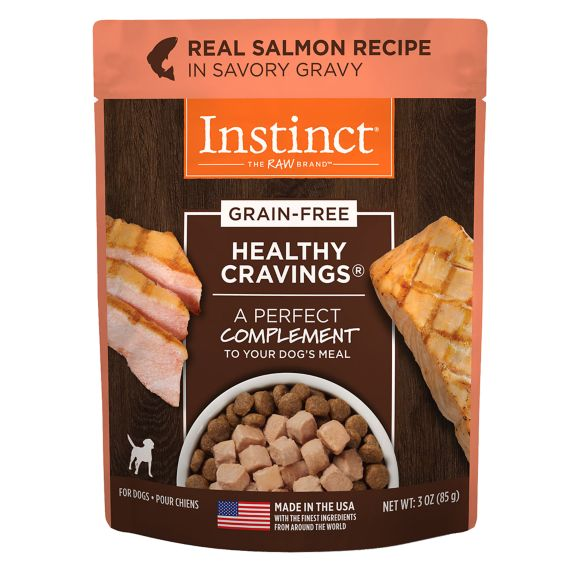 REAL SALMON RECIPE
IN SAVORY GRAVY
Instinct®
THE RAW BRAND™
GRAIN-FREE
HEALTHY
CRAVINGS®
A PERFECT
COMPLEMENT
TO YOUR DOG'S MEAL
FOR DOGS • POUR CHIENS
MADE IN THE USA
WITH THE FINEST INGREDIENTS
FROM AROUND THE WORLD
NET WT: 3 OZ (85 g)